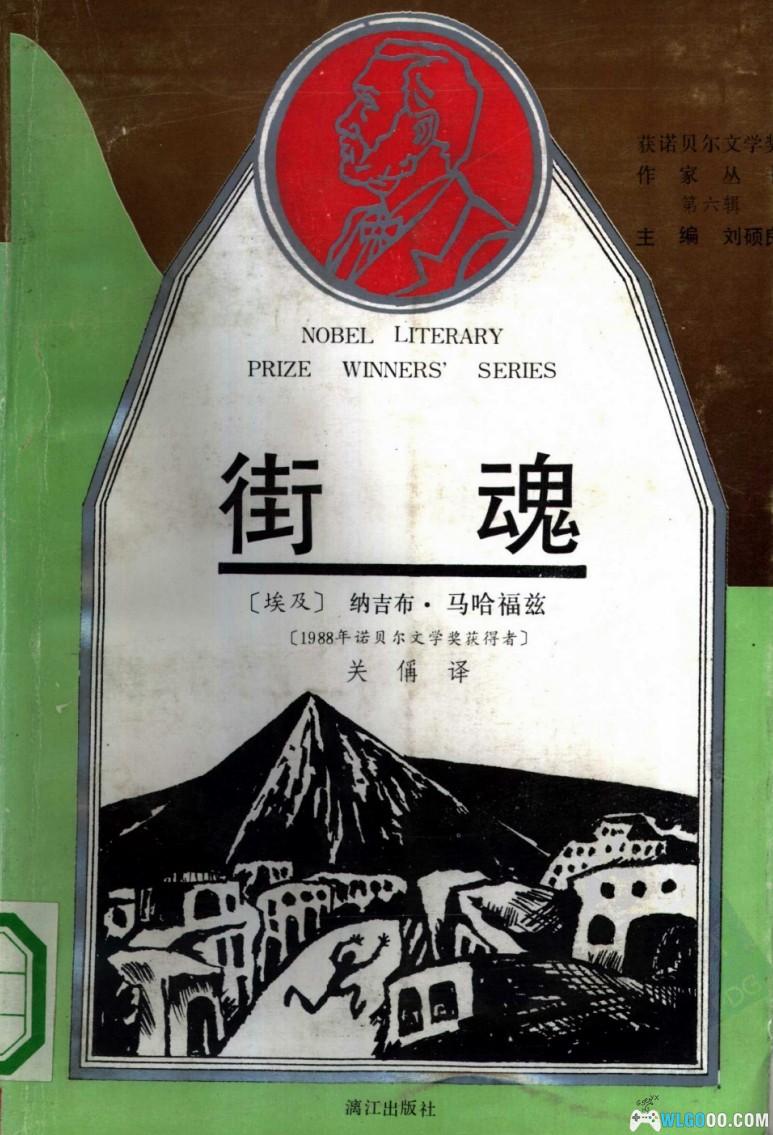 获诺贝尔文学奖
作家丛
第六辑
主编 刘硕良
NOBEL LITERARY
PRIZE WINNERS' SERIES
街魂
〔埃及〕 纳吉布·马哈福兹
〔1988年诺贝尔文学奖获得者〕
关偁译
漓江出版社
DG
WLGOOO.COM